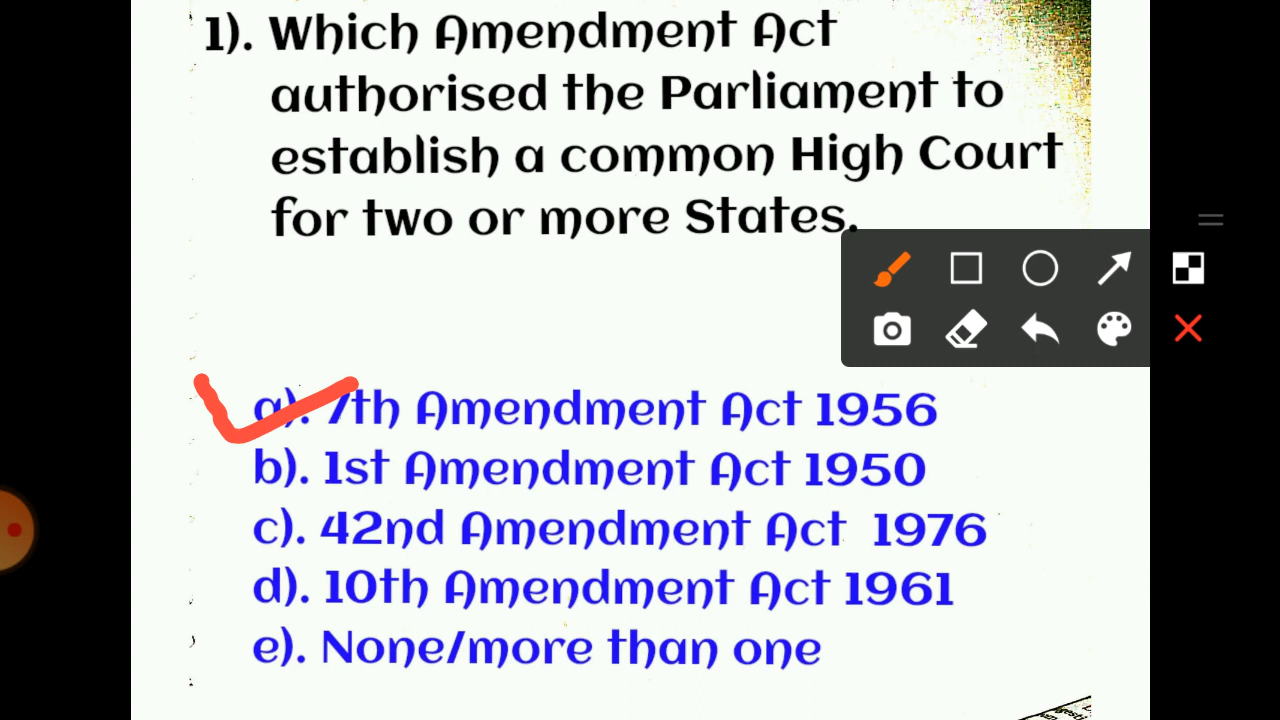 1). Which Amendment Act
authorised the Parliament to
establish a common High Court
for two or more States.
a). 7th Amendment Act 1956
b). 1st Amendment Act 1950
c). 42nd Amendment Act 1976
d). 10th Amendment Act 1961
e). None/more than one